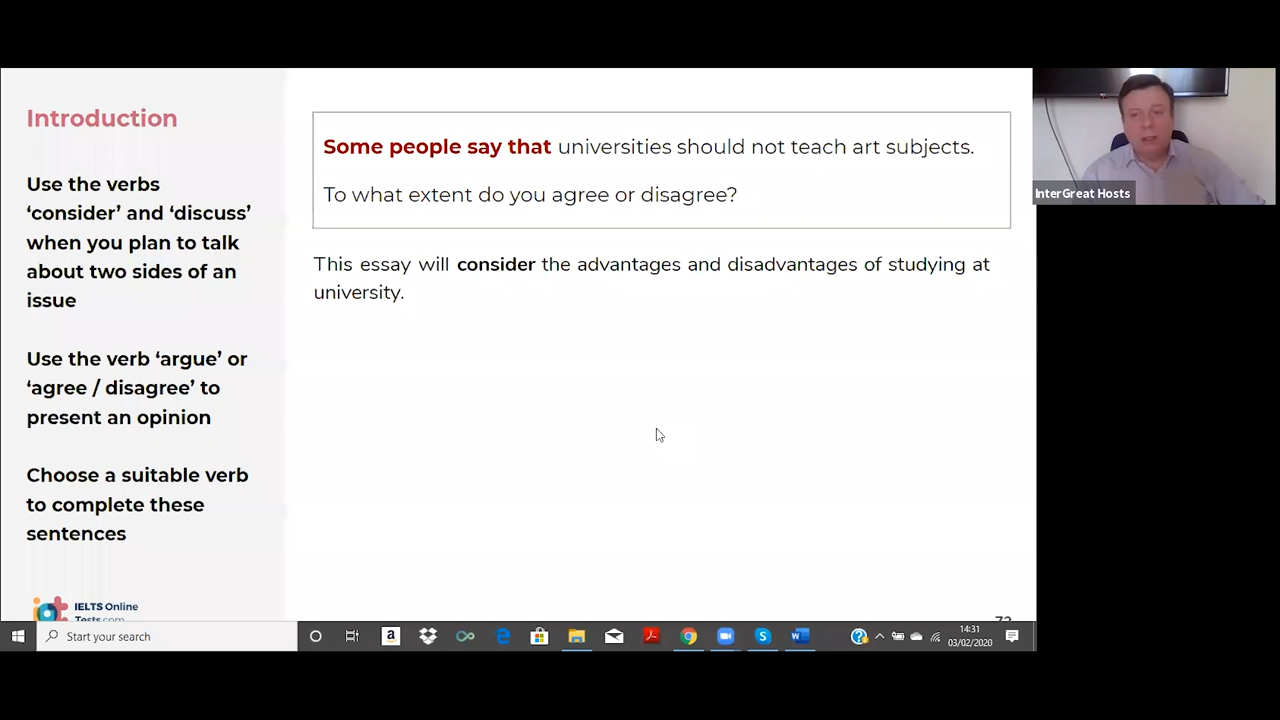 Introduction
Use the verbs
‘consider’ and ‘discuss’
when you plan to talk
about two sides of an
issue
Use the verb ‘argue’ or
‘agree / disagree’ to
present an opinion
Choose a suitable verb
to complete these
sentences
IELTS Online
Tests.com
Some people say that universities should not teach art subjects.
To what extent do you agree or disagree?
This essay will consider the advantages and disadvantages of studying at
university.
InterGreat Hosts
Start your search
14:31
03/02/2020